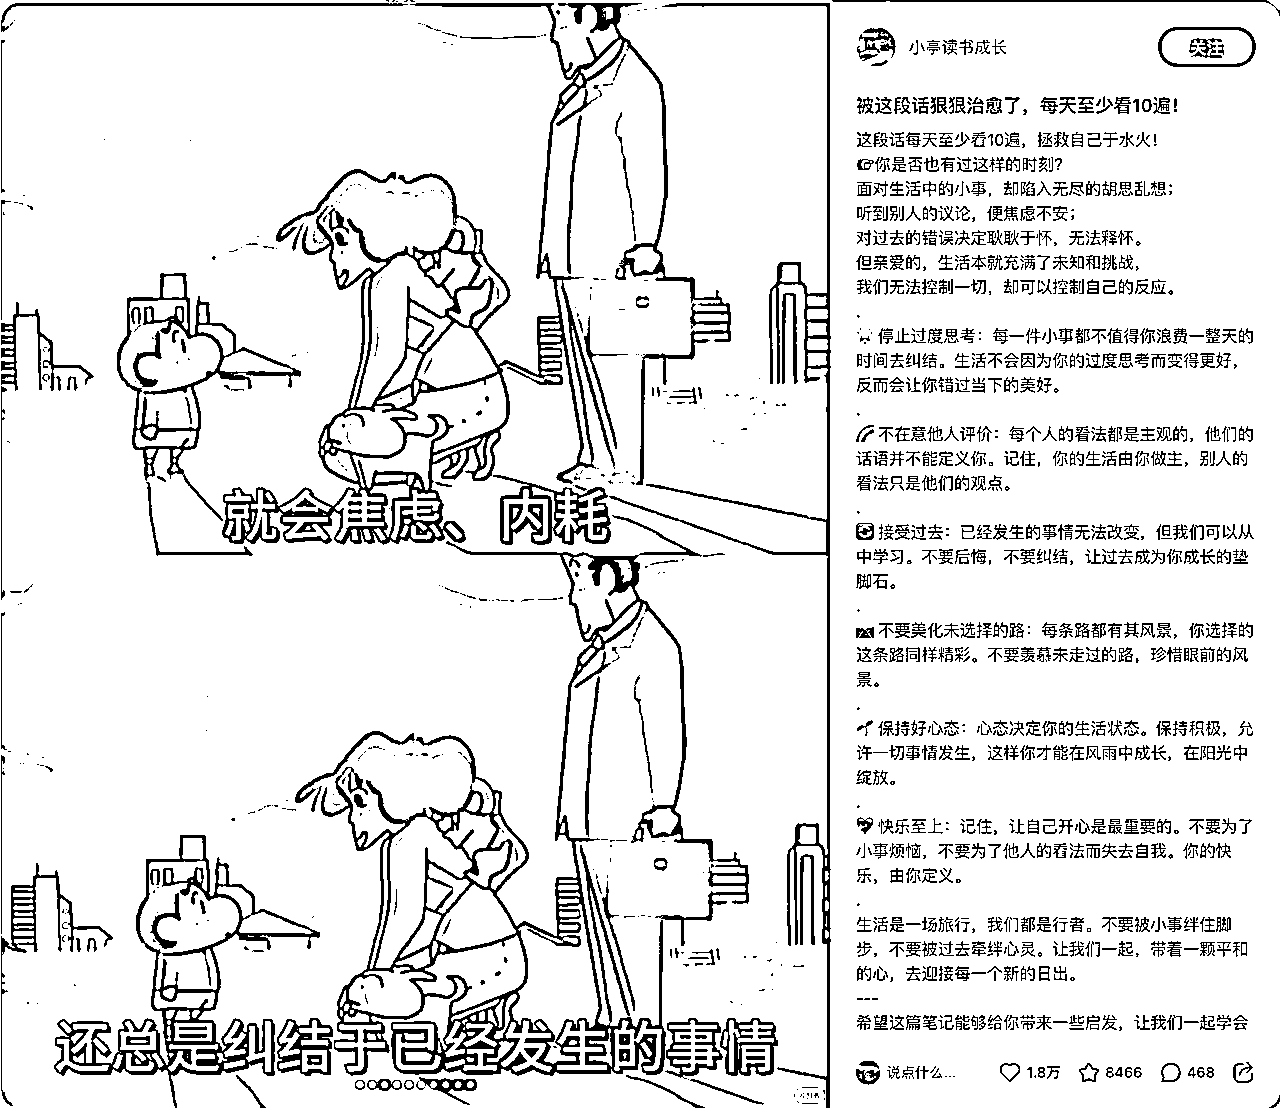 就会焦虑、内耗
还总是纠结于已经发生的事情
小亭读书成长
关注
被这段话狠狠治愈了，每天至少看10遍！
这段话每天至少看10遍，拯救自己于水火！
👉你是否也有过这样的时刻？
面对生活中的小事，却陷入无尽的胡思乱想；
听到别人的议论，便焦虑不安；
对过去的错误决定耿耿于怀，无法释怀。
但亲爱的，生活本就充满了未知和挑战，
我们无法控制一切，却可以控制自己的反应。
.
停止过度思考：每一件小事都不值得你浪费一整天的
时间去纠结。生活不会因为你的过度思考而变得更好，
反而会让你错过当下的美好。
.
不在意他人评价：每个人的看法都是主观的，他们的
话语并不能定义你。记住，你的生活由你做主，别人的
看法只是他们的观点。
.
接受过去：已经发生的事情无法改变，但我们可以从
中学习。不要后悔，不要纠结，让过去成为你成长的垫
脚石。
.
不要美化未选择的路：每条路都有其风景，你选择的
这条路同样精彩。不要羡慕未走过的路，珍惜眼前的风
景。
.
保持好心态：心态决定你的生活状态。保持积极，允
许一切事情发生，这样你才能在风雨中成长，在阳光中
绽放。
.
快乐至上：记住，让自己开心是最重要的。不要为了
小事烦恼，不要为了他人的看法而失去自我。你的快
乐，由你定义。
.
生活是一场旅行，我们都是行者。不要被小事绊住脚
步，不要被过去牵绊心灵。让我们一起，带着一颗平和
的心，去迎接每一个新的日出。
---
希望这篇笔记能够给你带来一些启发，让我们一起学会
说点什么...
1.8万
8466
468